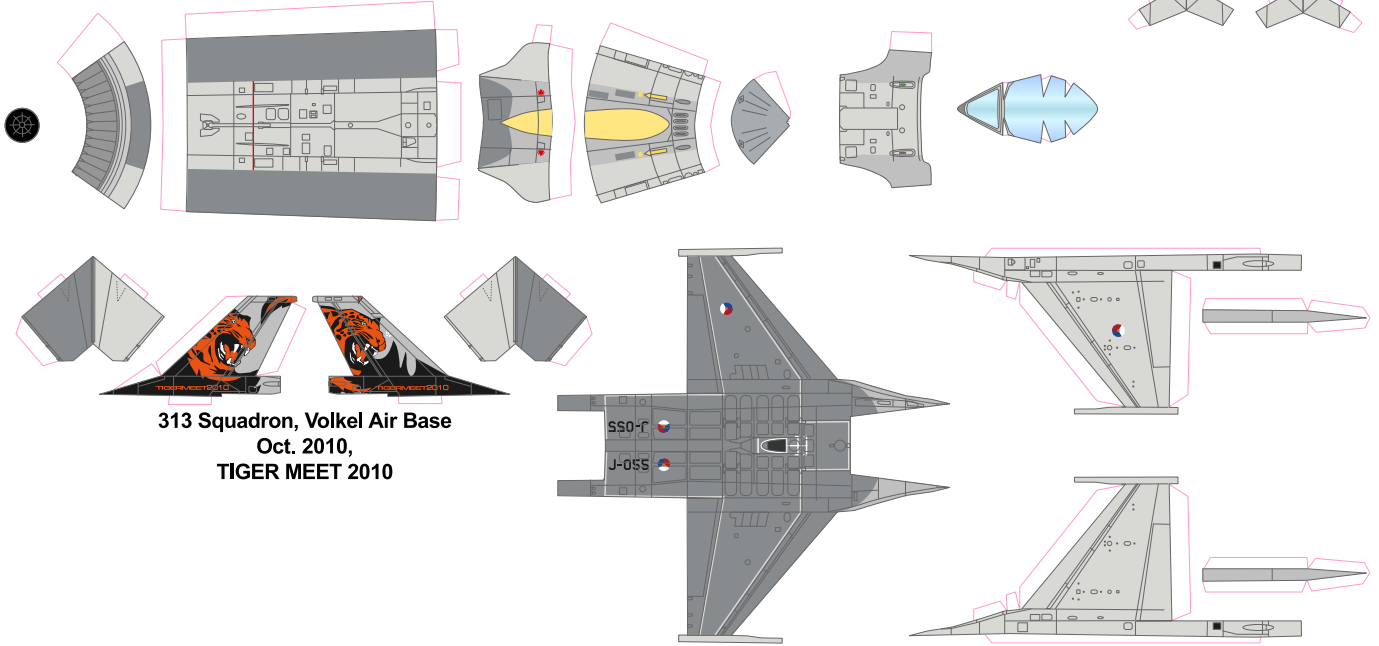 TIGERMEET2010
TIGERMEET2010
313 Squadron, Volkel Air Base
Oct. 2010,
TIGER MEET 2010
J-055
J-055